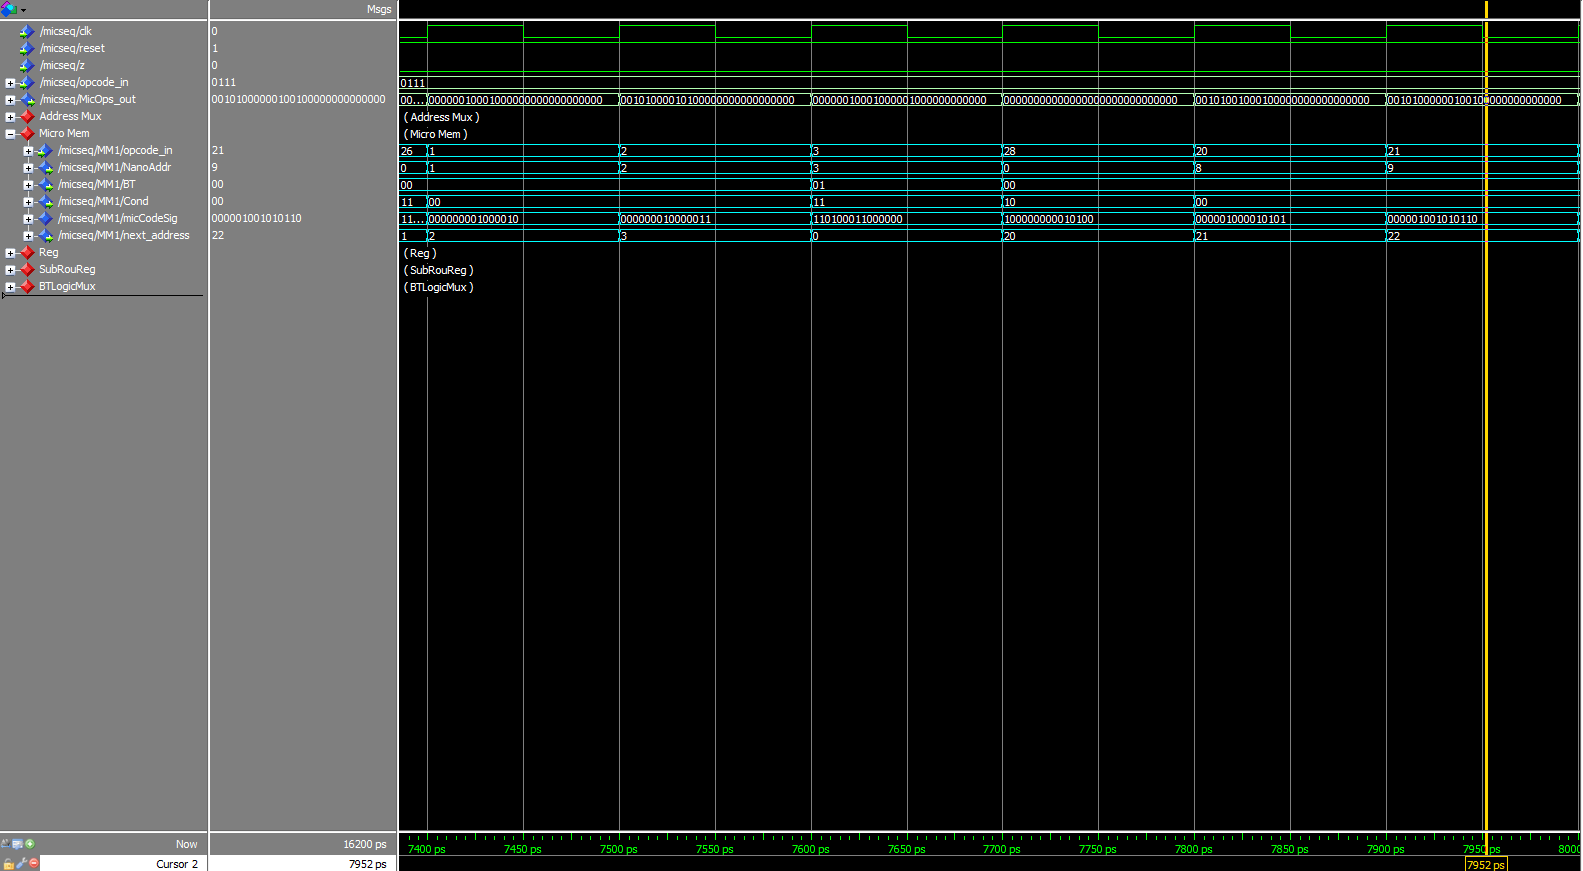 Msgs
/micseq/clk 0
/micseq/reset 1
/micseq/z 0
/micseq/opcode_in 0111 0111
/micseq/MicOps_out 00101000000100100000000000000 00... 00000010001000000000000000000 00101000010100000000000000000 00000010001000001000000000000 00000000000000000000000000000 00101001000100000000000000000 00101000000100100000000000000
Address Mux ( Address Mux )
Micro Mem ( Micro Mem )
/micseq/MM1/opcode_in 21 26 1 2 3 28 20 21
/micseq/MM1/NanoAddr 9 0 1 2 3 0 8 9
/micseq/MM1/BT 00 00 01 00
/micseq/MM1/Cond 00 11 00 11 10 00
/micseq/MM1/micCodeSig 000001001010110 11... 000000001000010 000000010000011 110100011000000 100000000010100 000001000010101 000001001010110
/micseq/MM1/next_address 22 1 2 3 0 20 21 22
Reg ( Reg )
SubRouReg ( SubRouReg )
BTLogicMux ( BTLogicMux )
Now 16200 ps 7400 ps 7450 ps 7500 ps 7550 ps 7600 ps 7650 ps 7700 ps 7750 ps 7800 ps 7850 ps 7900 ps 7950 ps 8000
Cursor 2 7952 ps 7952 ps